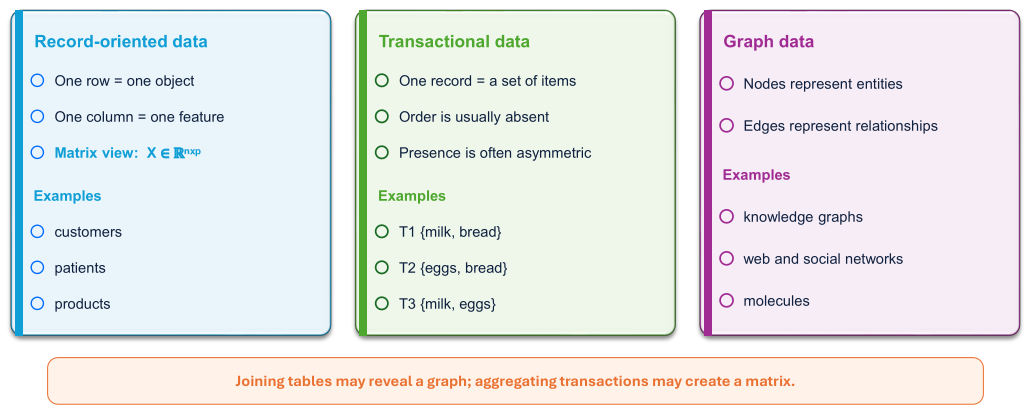 Record-oriented data
One row = one object
One column = one feature
Matrix view: X ∈ ℝⁿˣᵖ
Examples
customers
patients
products
Transactional data
One record = a set of items
Order is usually absent
Presence is often asymmetric
Examples
T1 {milk, bread}
T2 {eggs, bread}
T3 {milk, eggs}
Graph data
Nodes represent entities
Edges represent relationships
Examples
knowledge graphs
web and social networks
molecules
Joining tables may reveal a graph; aggregating transactions may create a matrix.